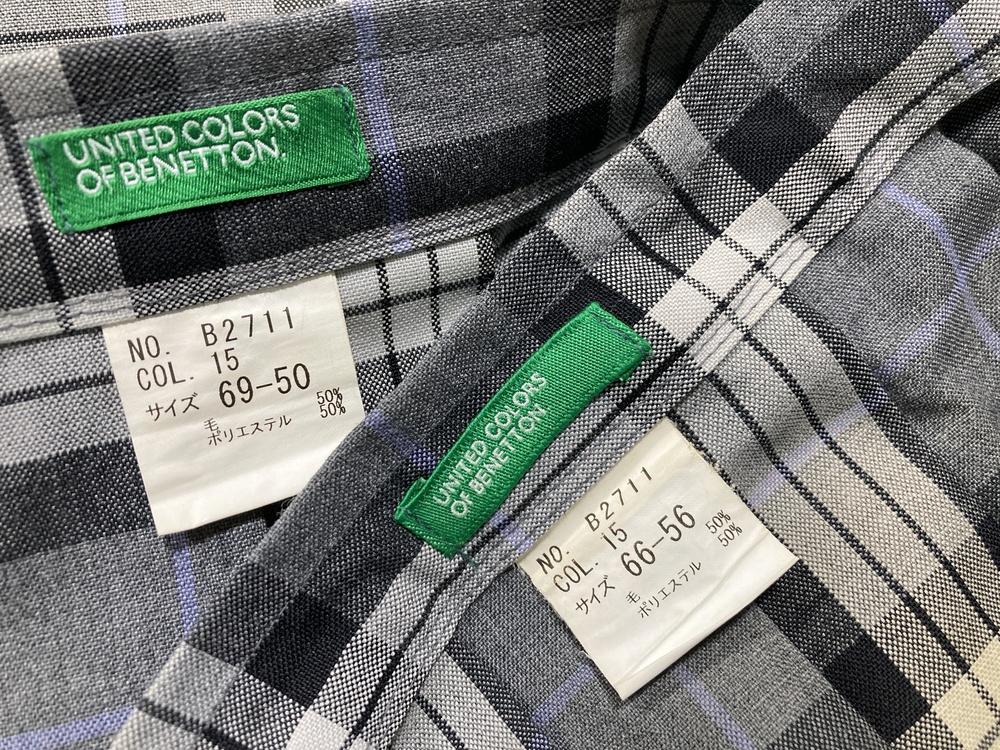 UNITED COLORS
OF BENETTON.
NO. B2711
COL. 15
サイズ 69-50
毛 50%
ポリエステル 50%
UNITED COLORS
OF BENETTON.
NO. B2711
COL. 15
サイズ 66-56
毛 50%
ポリエステル 50%